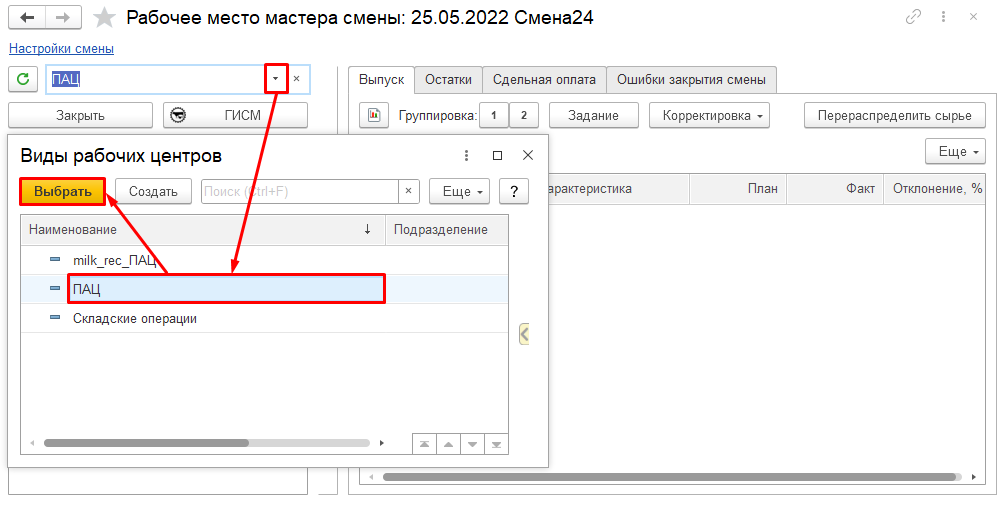 Рабочее место мастера смены: 25.05.2022 Смена24
Настройки смены
ПАЦ
Закрыть
ГИСМ
Выпуск
Остатки
Сдельная оплата
Ошибки закрытия смены
Группировка: 1 2
Задание
Корректировка
Перераспределить сырье
Еще
арактеристика
План
Факт
Отклонение, %
Виды рабочих центров
Выбрать
Создать
Поиск (Ctrl+F)
Еще
?
Наименование
Подразделение
milk_rec_ПАЦ
ПАЦ
Складские операции